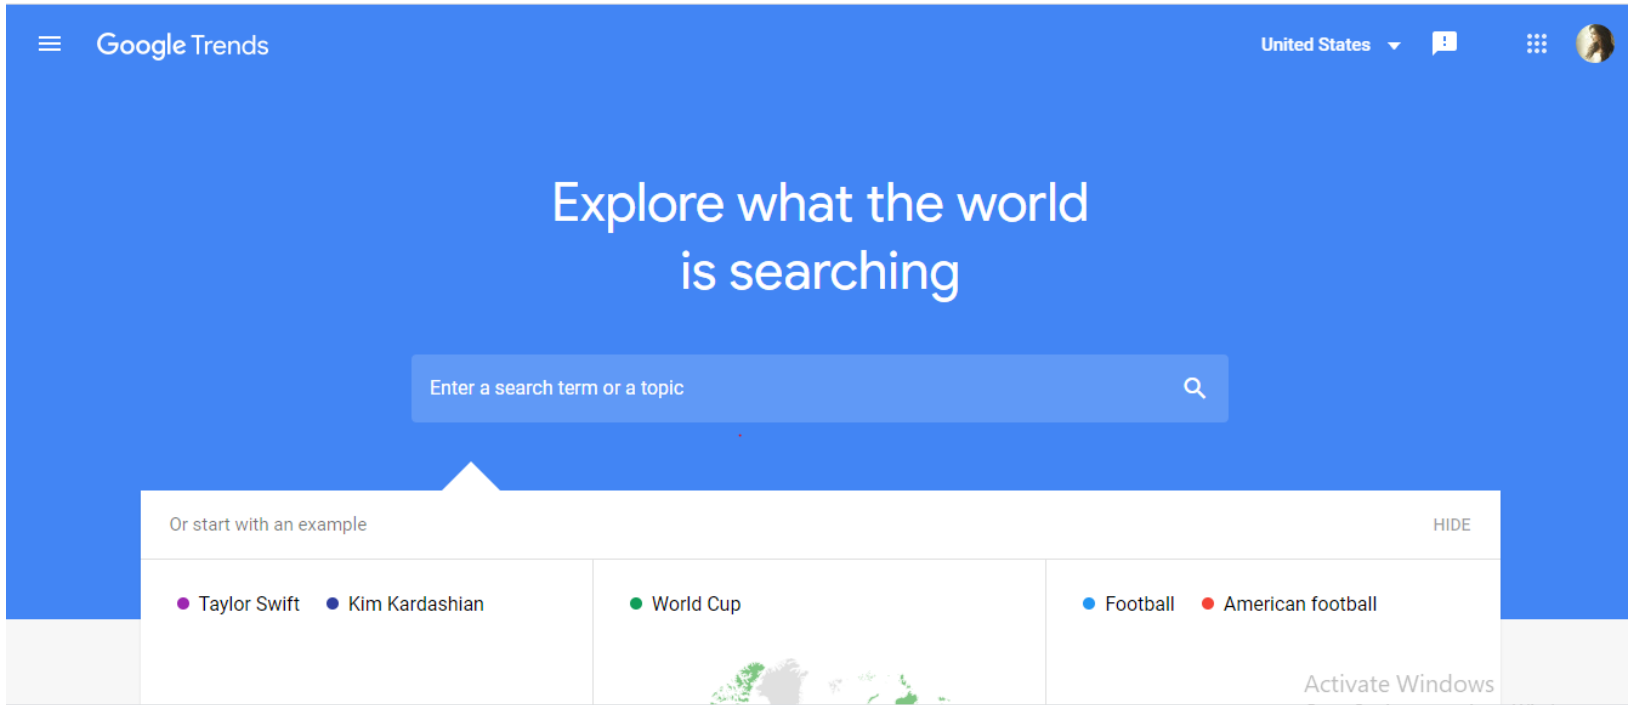 Google Trends
United States
Explore what the world
is searching
Enter a search term or a topic
Or start with an example
HIDE
Taylor Swift Kim Kardashian
World Cup
Football American football
Activate Windows